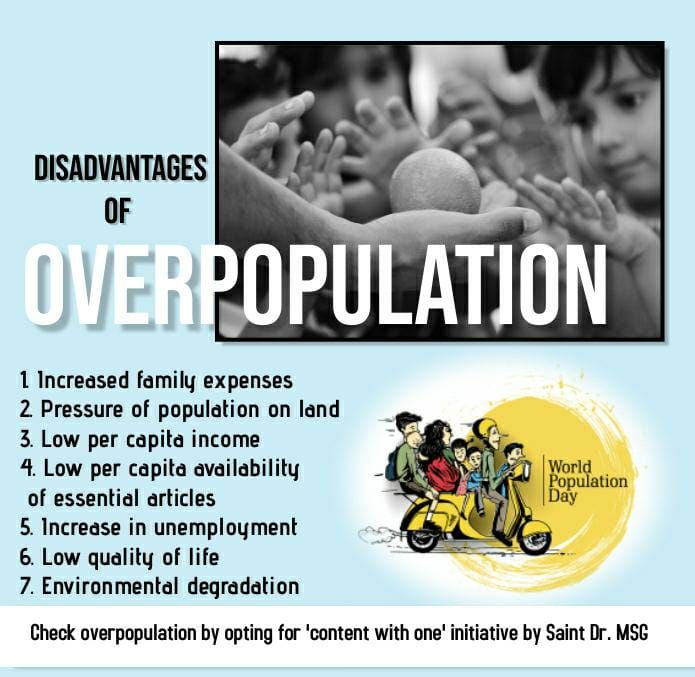 DISADVANTAGES
OF
OVERPOPULATION
1. Increased family expenses
2. Pressure of population on land
3. Low per capita income
4. Low per capita availability
of essential articles
5. Increase in unemployment
6. Low quality of life
7. Environmental degradation
World
Population
Day
Check overpopulation by opting for 'content with one' initiative by Saint Dr. MSG